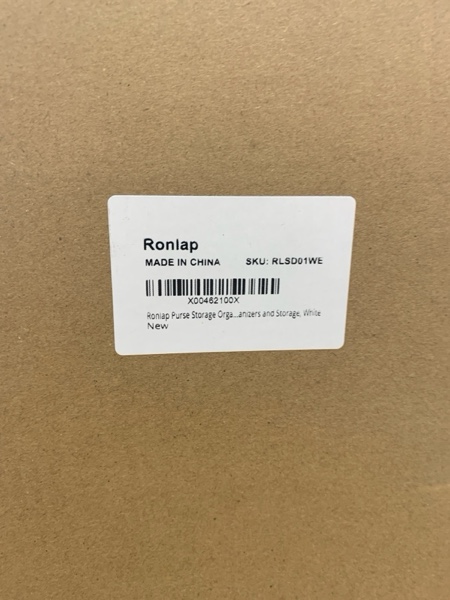 Ronlap
MADE IN CHINA SKU: RLSD01WE
X00462100X
Ronlap Purse Storage Orga...anizers and Storage, White
New